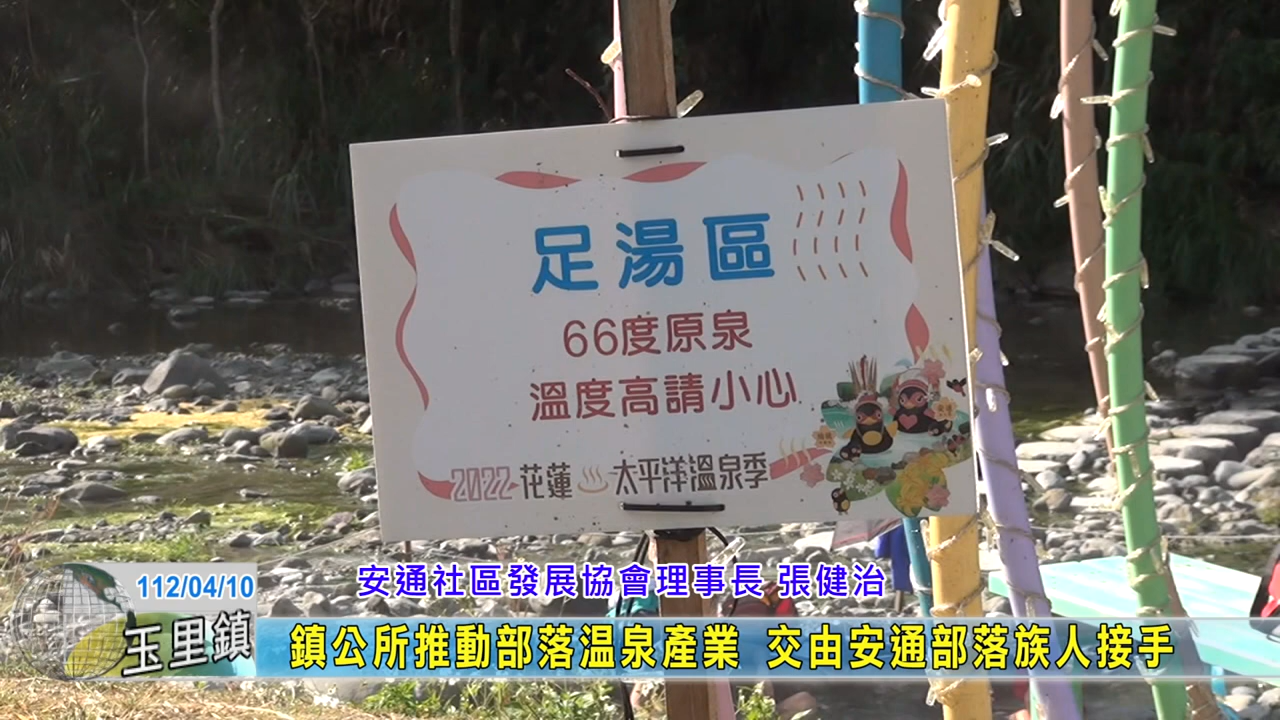 足湯區
66度原泉
溫度高請小心
2022花蓮 太平洋溫泉季
112/04/10
玉里鎮
安通社區發展協會理事長 張健治
鎮公所推動部落溫泉產業 交由安通部落族人接手